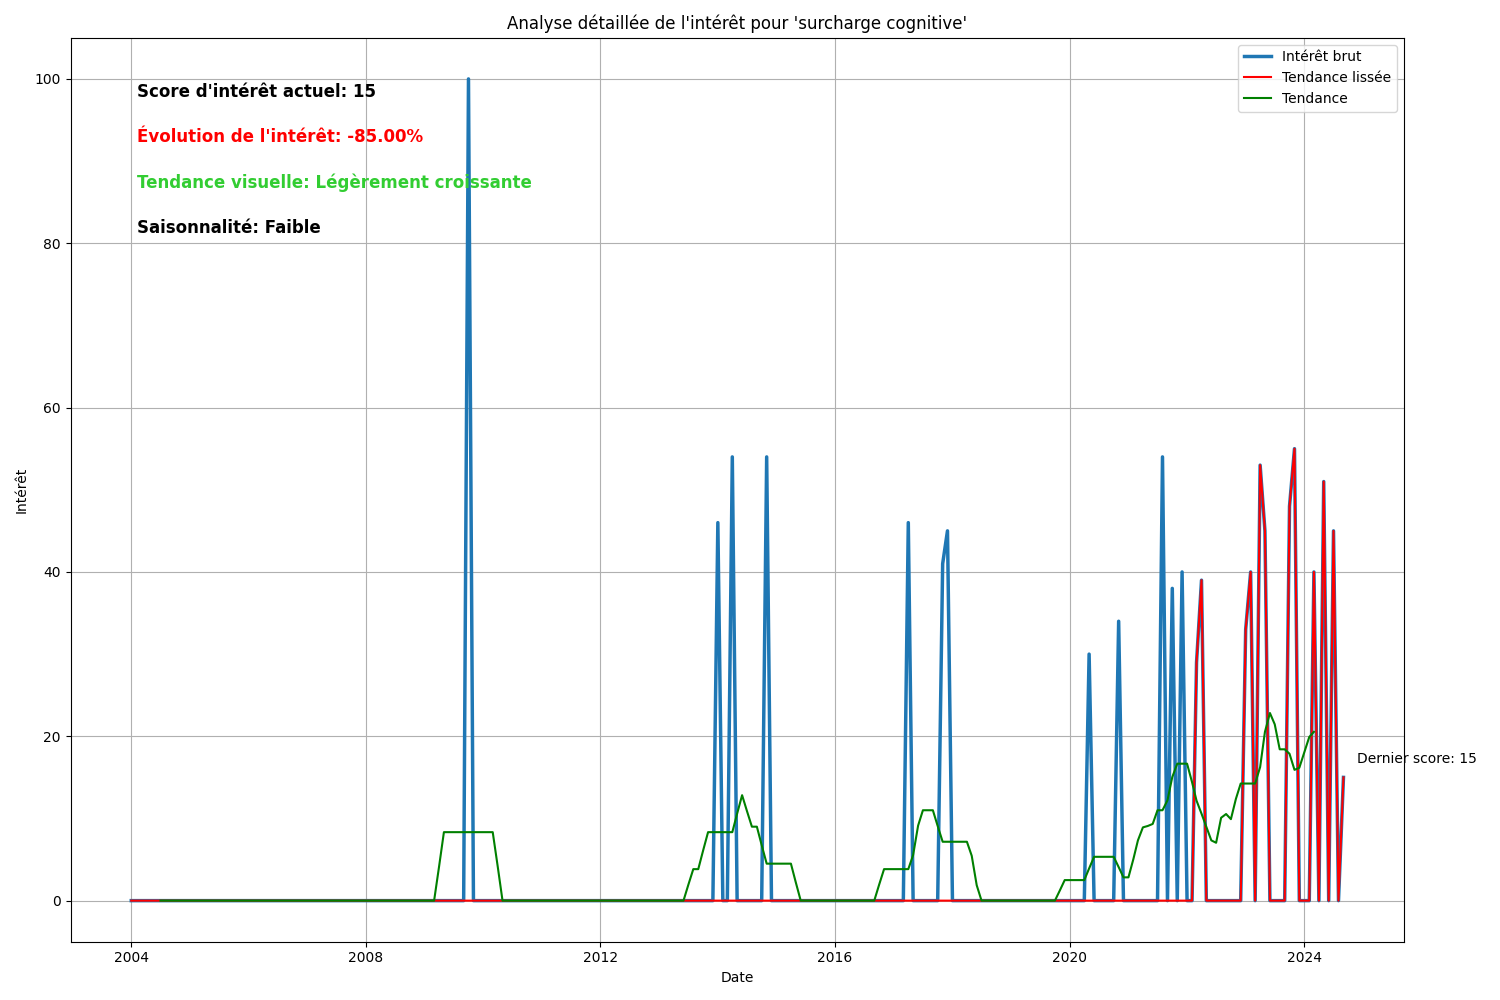 Analyse détaillée de l'intérêt pour 'surcharge cognitive'
Intérêt brut
Tendance lissée
Tendance
Score d'intérêt actuel: 15
Évolution de l'intérêt: -85.00%
Tendance visuelle: Légèrement croissante
Saisonnalité: Faible
Dernier score: 15
Intérêt
100
80
60
40
20
0
2004
2008
2012
2016
2020
2024
Date